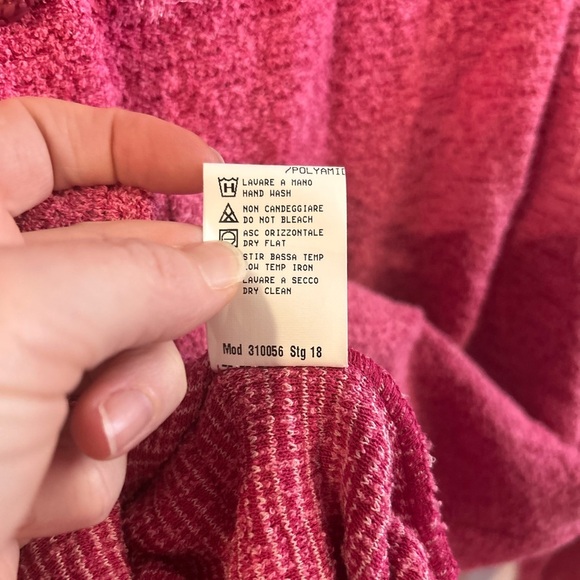 /POLYAMID
LAVARE A MANO
HAND WASH
NON CANDEGGIARE
DO NOT BLEACH
ASC ORIZZONTALE
DRY FLAT
STIR BASSA TEMP
LOW TEMP IRON
LAVARE A SECCO
DRY CLEAN
Mod 310056 Stg 18